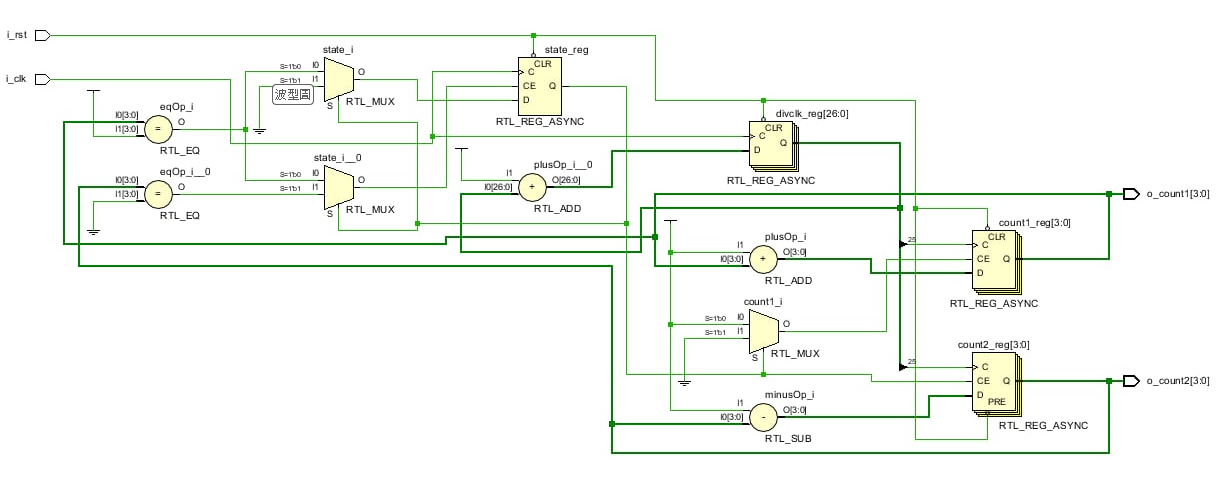 i_rst
i_clk
state_i
S=1'b0 I0
S=1'b1 I1
O
S
RTL_MUX
波型圖
state_reg
CLR
C
CE
D
Q
RTL_REG_ASYNC
eqOp_i
I0[3:0]
I1[3:0]
=
O
RTL_EQ
eqOp_i__0
I0[3:0]
I1[3:0]
=
O
RTL_EQ
state_i__0
S=1'b0 I0
S=1'b1 I1
O
S
RTL_MUX
plusOp_i__0
I1
I0[26:0]
+
O[26:0]
RTL_ADD
divclk_reg[26:0]
CLR
C
D
Q
RTL_REG_ASYNC
o_count1[3:0]
plusOp_i
I1
I0[3:0]
+
O[3:0]
RTL_ADD
count1_reg[3:0]
CLR
25
C
CE
D
Q
RTL_REG_ASYNC
count1_i
S=1'b0 I0
S=1'b1 I1
O
S
RTL_MUX
count2_reg[3:0]
25
C
CE
D
Q
PRE
RTL_REG_ASYNC
o_count2[3:0]
minusOp_i
I1
I0[3:0]
-
O[3:0]
RTL_SUB